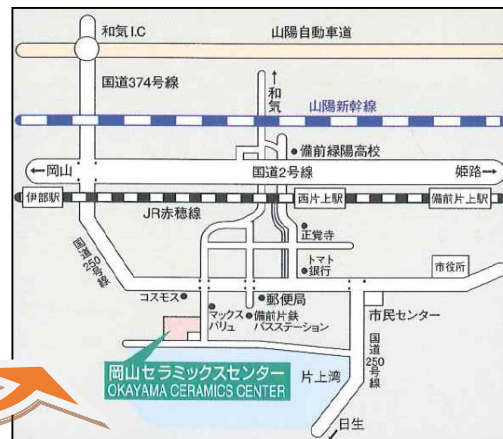 和気I.C
山陽自動車道
国道374号線
↑
和気
山陽新幹線
備前緑陽高校
←岡山
国道2号線
姫路→
伊部駅
JR赤穂線
西片上駅
備前片上駅
国道250号線
正覚寺
トマト
銀行
市役所
コスモス
郵便局
マックス
バリュ
備前片鉄
バスステーション
市民センター
国道250号線
岡山セラミックスセンター
OKAYAMA CERAMICS CENTER
片上湾
日生